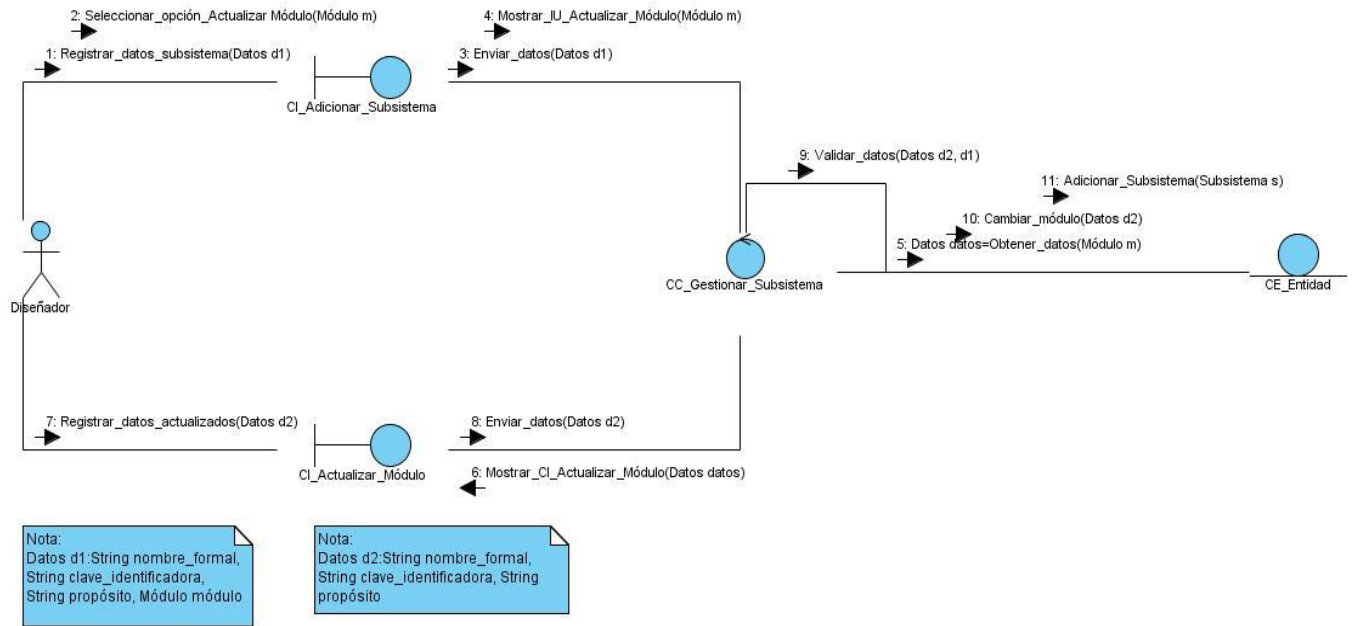 2: Seleccionar_opción_Actualizar Módulo(Módulo m)
4: Mostrar_IU_Actualizar_Módulo(Módulo m)
1: Registrar_datos_subsistema(Datos d1)
3: Enviar_datos(Datos d1)
CI_Adicionar_Subsistema
9: Validar_datos(Datos d2, d1)
11: Adicionar_Subsistema(Subsistema s)
10: Cambiar_módulo(Datos d2)
5: Datos datos=Obtener_datos(Módulo m)
CC_Gestionar_Subsistema
CE_Entidad
Diseñador
7: Registrar_datos_actualizados(Datos d2)
8: Enviar_datos(Datos d2)
CI_Actualizar_Módulo
6: Mostrar_CI_Actualizar_Módulo(Datos datos)
Nota:
Datos d1:String nombre_formal,
String clave_identificadora,
String propósito, Módulo módulo
Nota:
Datos d2:String nombre_formal,
String clave_identificadora, String
propósito